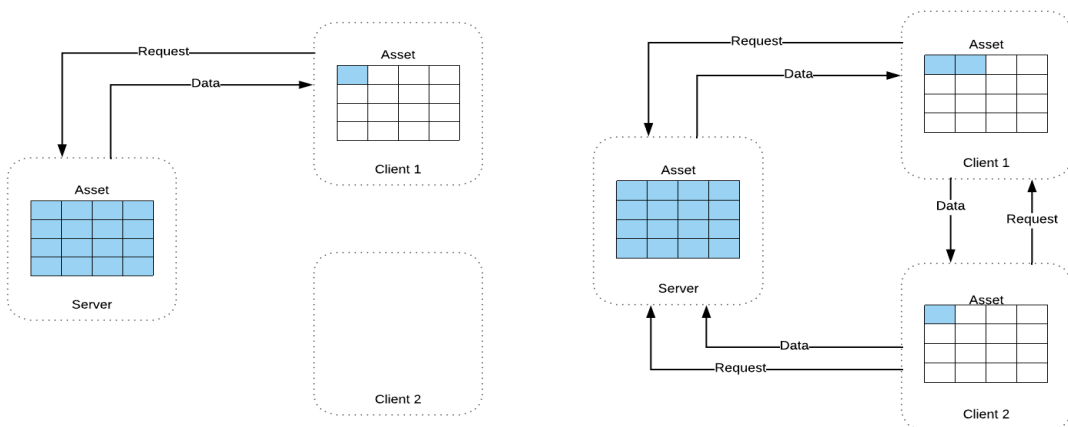 Request
Asset
Data
Client 1
Asset
Server
Client 2
Request
Asset
Data
Client 1
Asset
Server
Data
Request
Asset
Data
Request
Client 2